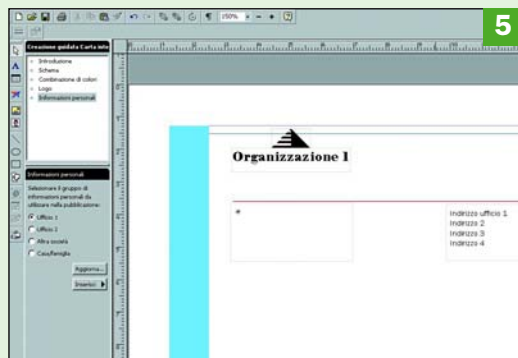 150%
5
Creazione guidata Carta inte
Introduzione
Schema
Combinazione di colori
Logo
Informazioni personali
Informazioni personali
Selezionare il gruppo di
informazioni personali da
utilizzare nella pubblicazione:
Ufficio 1
Ufficio 2
Altra società
Casa/famiglia
Aggiorna...
Inserisci
Organizzazione 1
Indirizzo ufficio 1
Indirizzo 2
Indirizzo 3
Indirizzo 4